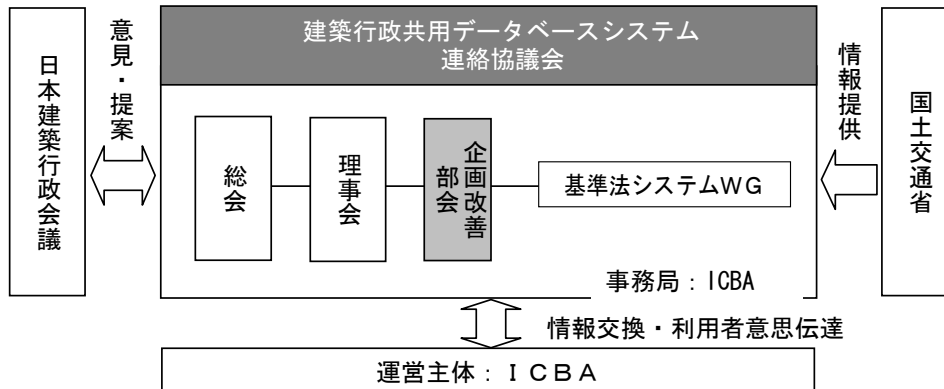 建築行政共用データベースシステム
連絡協議会
日本建築行政会議
意見・提案
総会
理事会
企画改善
部会
基準法システムWG
情報提供
国土交通省
事務局：ICBA
情報交換・利用者意思伝達
運営主体：ＩＣＢＡ